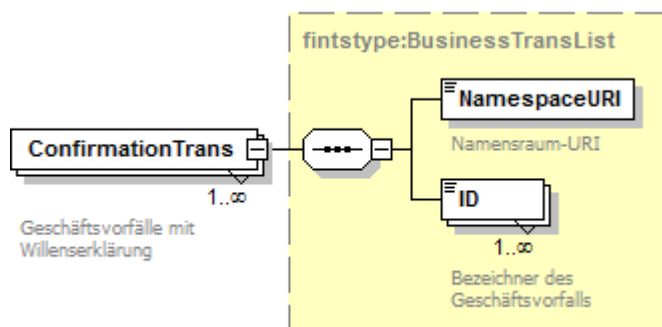 fintstype:BusinessTransList
NamespaceURI
Namensraum-URI
ConfirmationTrans
1..∞
Geschäftsvorfälle mit
Willenserklärung
ID
1..∞
Bezeichner des
Geschäftsvorfalls